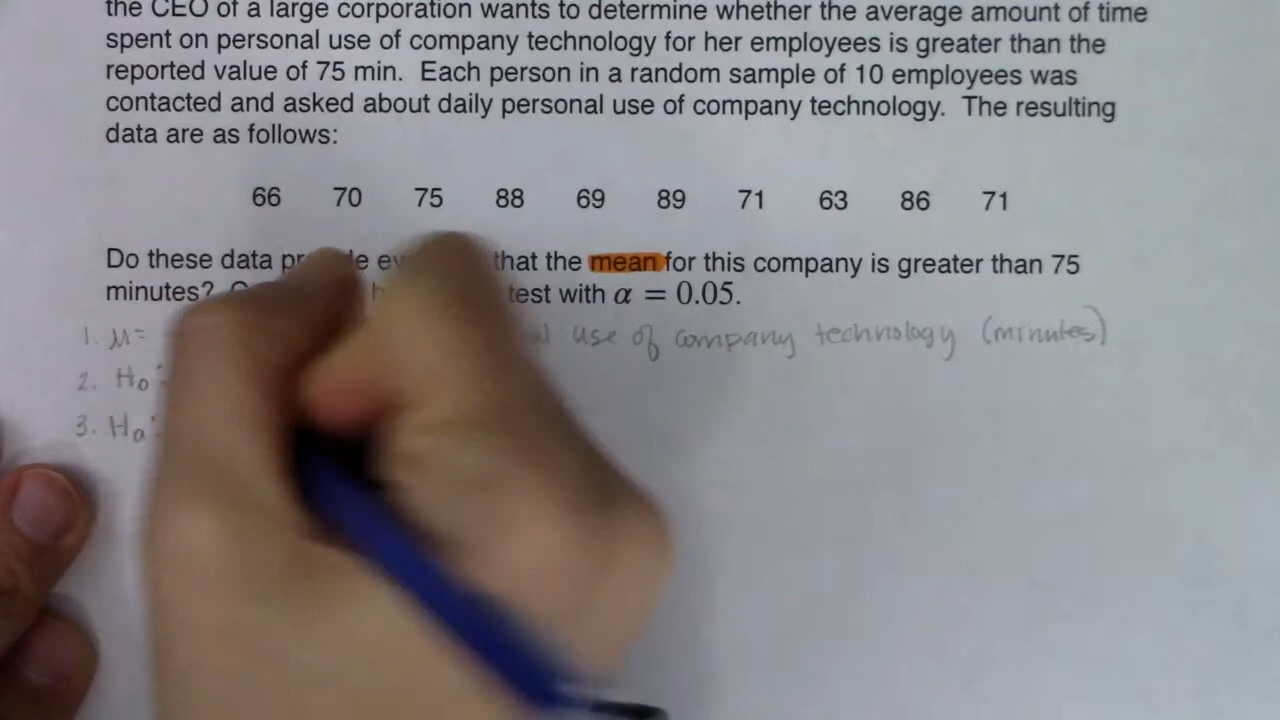 the CEO of a large corporation wants to determine whether the average amount of time
spent on personal use of company technology for her employees is greater than the
reported value of 75 min. Each person in a random sample of 10 employees was
contacted and asked about daily personal use of company technology. The resulting
data are as follows:
66 70 75 88 69 89 71 63 86 71
Do these data that the mean for this company is greater than 75
minutes? test with α = 0.05.
1. μ= use of company technology (minutes)
2. Ho:
3. Ha: